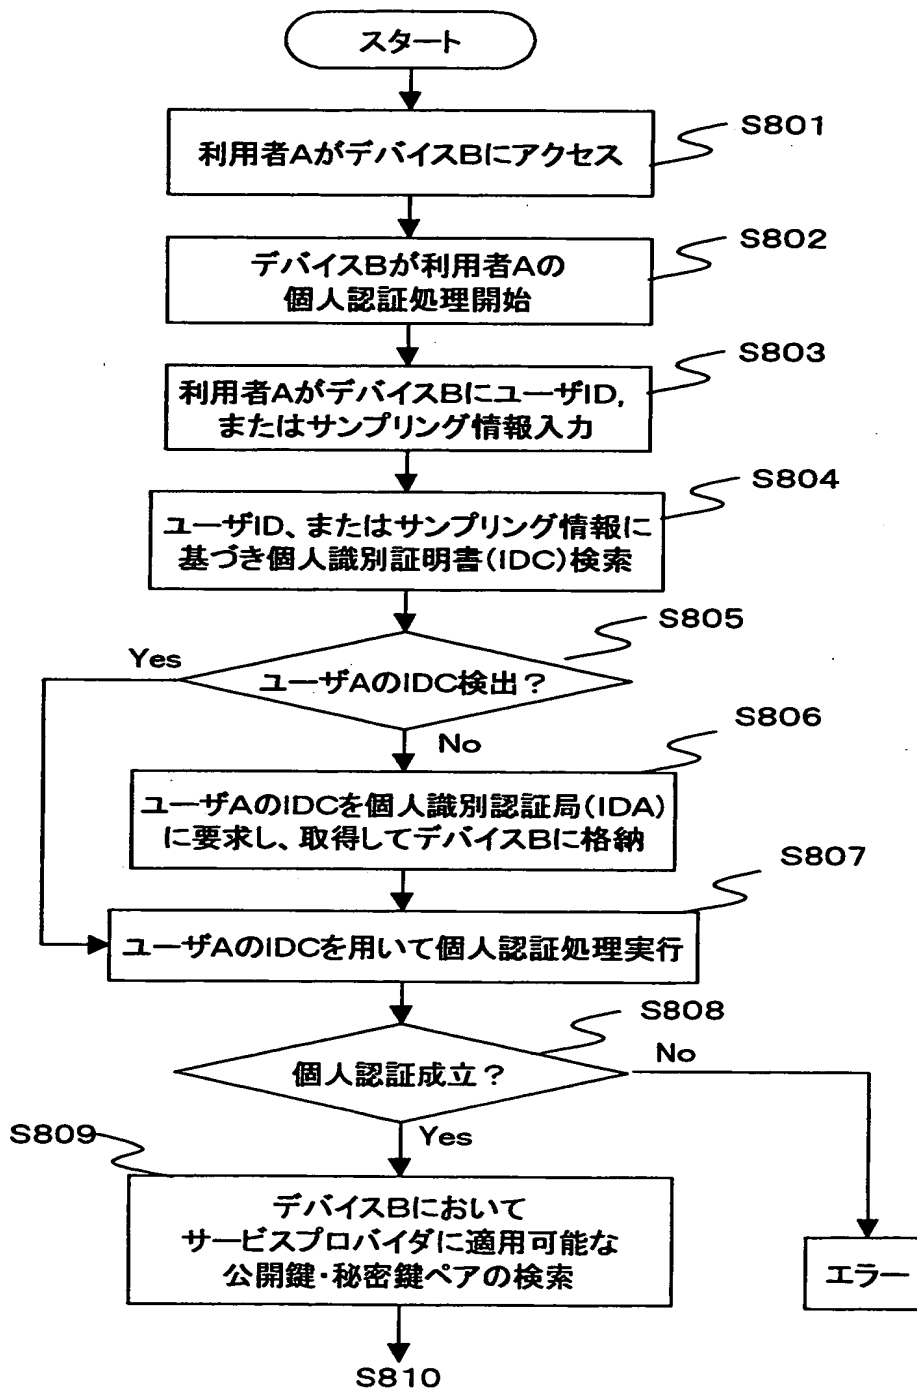 スタート
利用者AがデバイスBにアクセス
S801
デバイスBが利用者Aの
個人認証処理開始
S802
利用者AがデバイスBにユーザID,
またはサンプリング情報入力
S803
ユーザID、またはサンプリング情報に
基づき個人識別証明書(IDC)検索
S804
ユーザAのIDC検出?
S805
Yes
No
ユーザAのIDCを個人識別認証局(IDA)
に要求し、取得してデバイスBに格納
S806
ユーザAのIDCを用いて個人認証処理実行
S807
個人認証成立?
S808
No
Yes
S809
デバイスBにおいて
サービスプロバイダに適用可能な
公開鍵・秘密鍵ペアの検索
エラー
S810